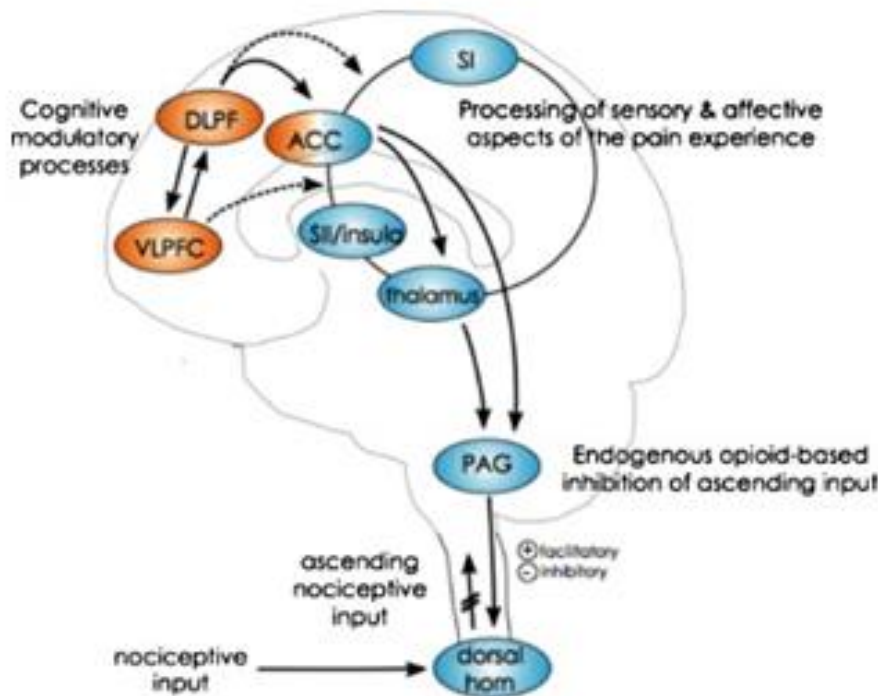 SI
Cognitive
modulatory
processes
DLPF
ACC
Processing of sensory & affective
aspects of the pain experience
VLPFC
SII/insula
thalamus
PAG
Endogenous opioid-based
inhibition of ascending input
+ facilitatory
- inhibitory
ascending
nociceptive
input
nociceptive
input
dorsal
horn